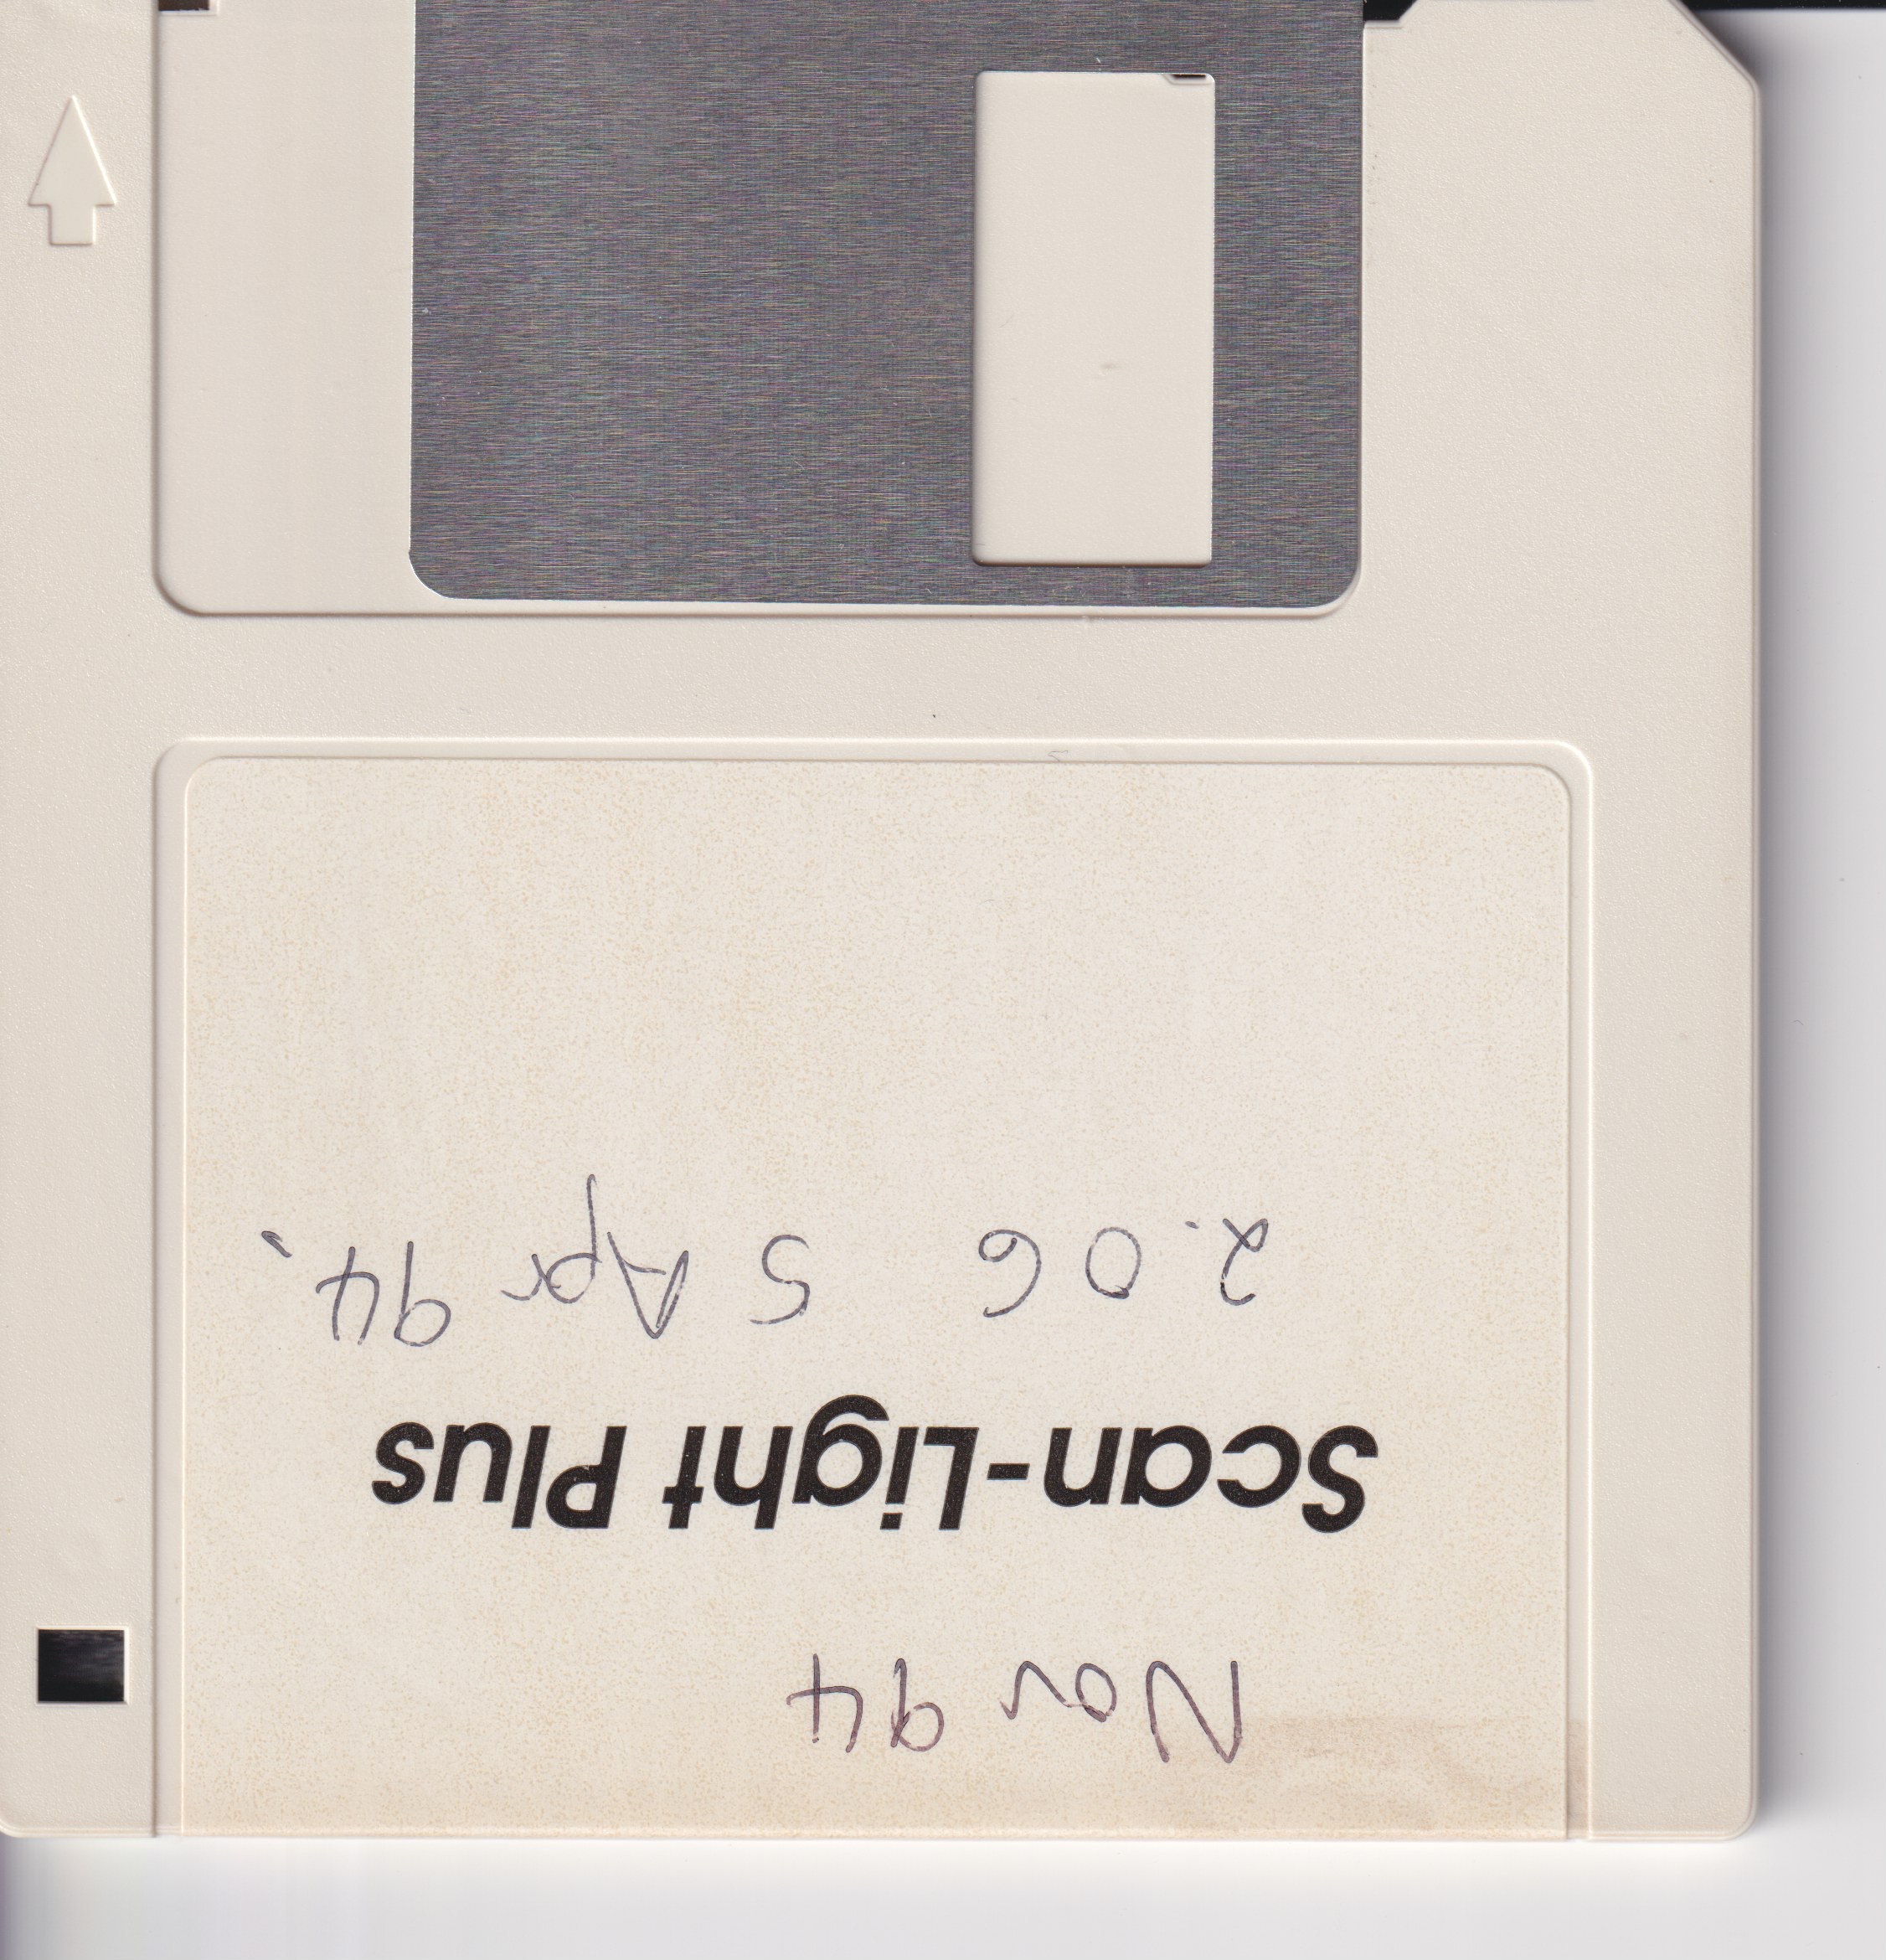 Nov 94
Scan-Light Plus
2.06 5 Apr 94.